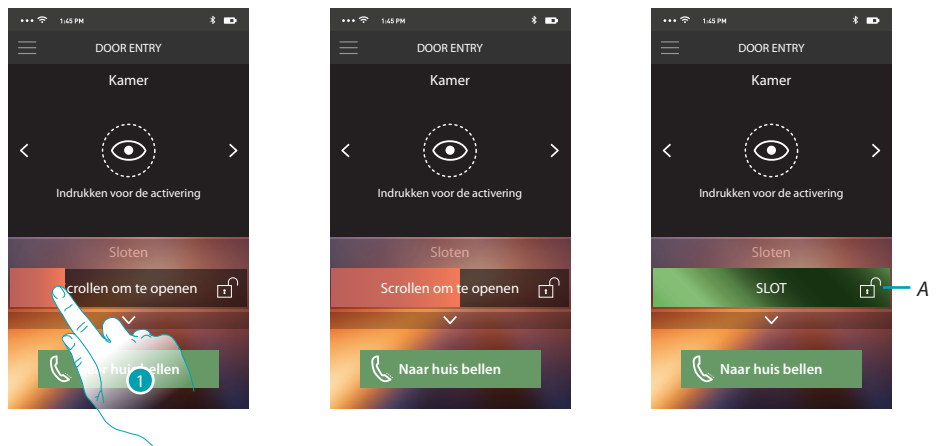 1:45 PM
DOOR ENTRY
Kamer
Indrukken voor de activering
Sloten
crollen om te openen
huis bellen
1
1:45 PM
DOOR ENTRY
Kamer
Indrukken voor de activering
Sloten
Scrollen om te openen
Naar huis bellen
1:45 PM
DOOR ENTRY
Kamer
Indrukken voor de activering
Sloten
SLOT
A
Naar huis bellen